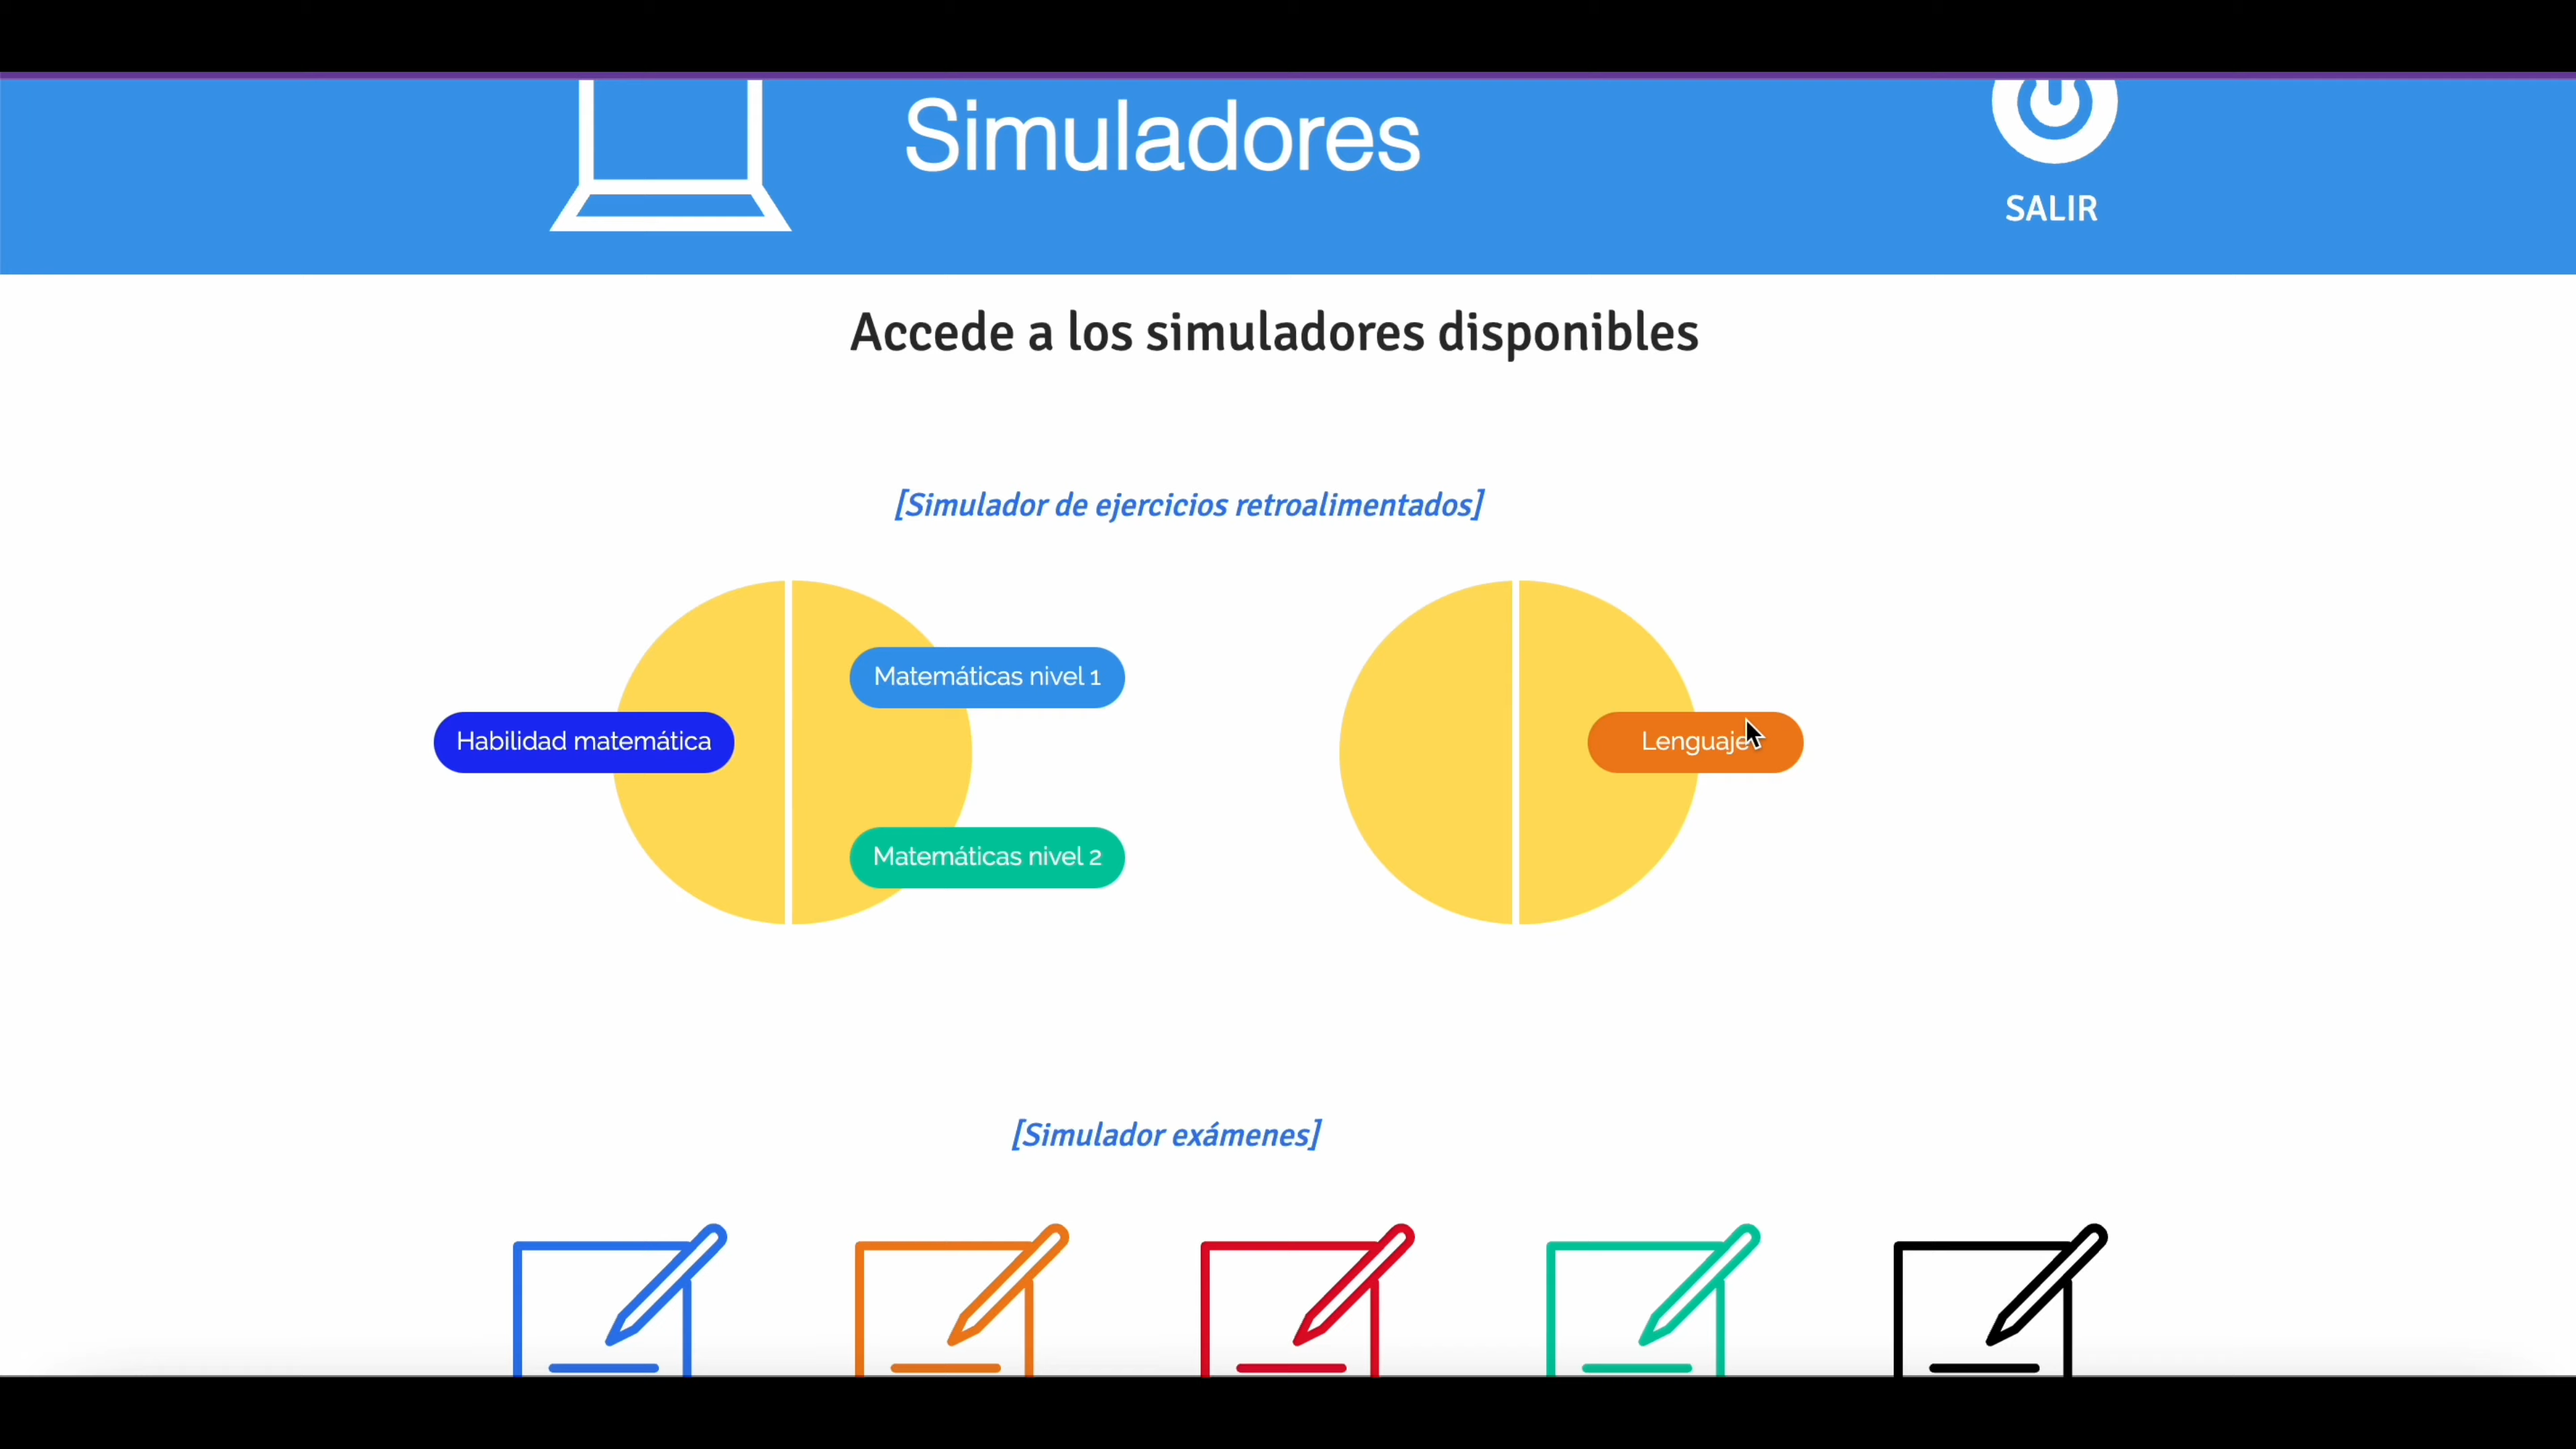 Simuladores
SALIR
Accede a los simuladores disponibles
[Simulador de ejercicios retroalimentados]
Matemáticas nivel 1
Habilidad matemática
Lenguaje
Matemáticas nivel 2
[Simulador exámenes]